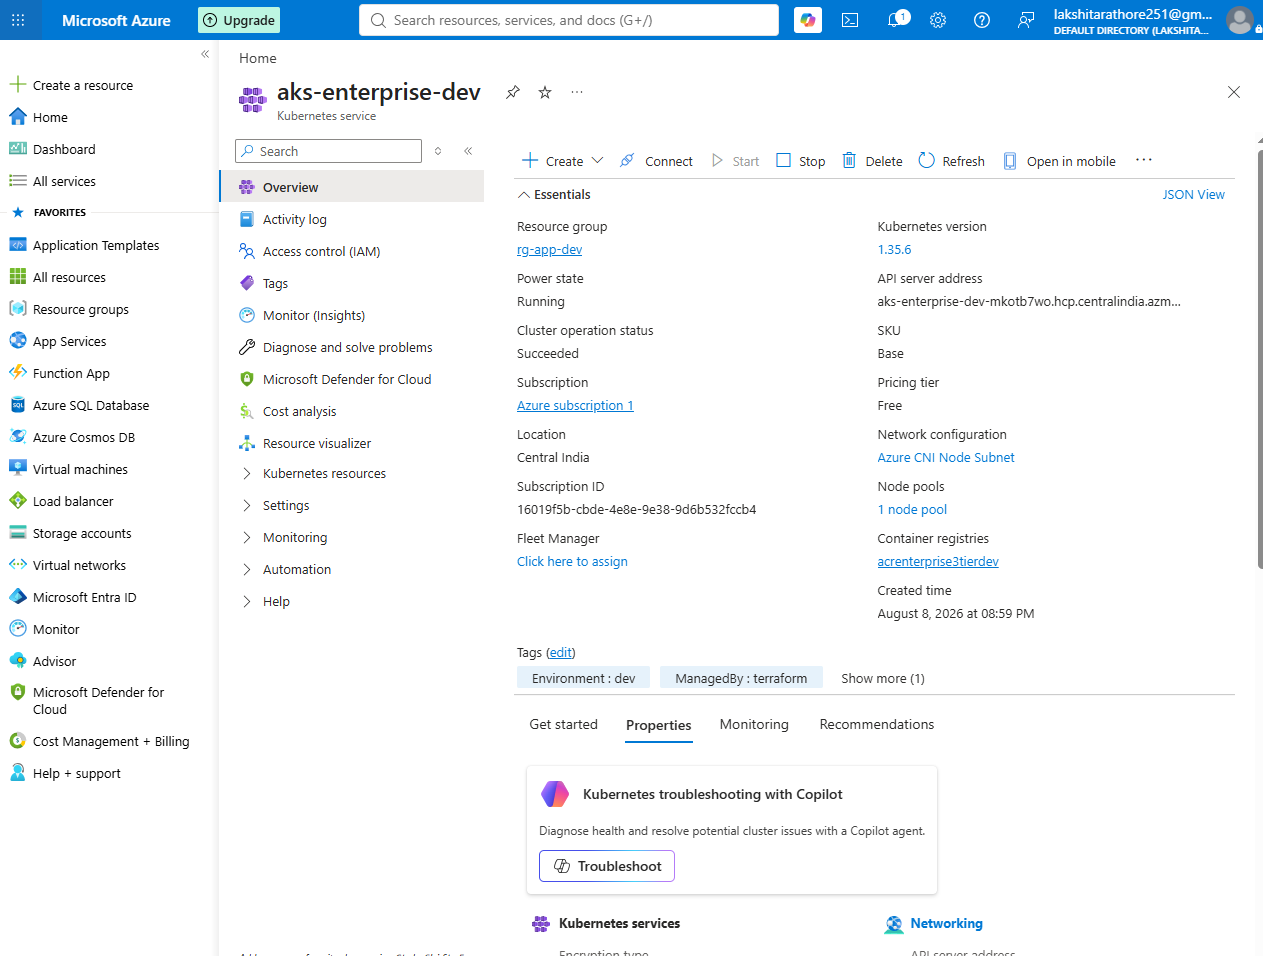 Microsoft Azure
Upgrade
Search resources, services, and docs (G+/)
1
lakshitarathore251@gm...
DEFAULT DIRECTORY (LAKSHITA...
Create a resource
Home
Dashboard
All services
FAVORITES
Application Templates
All resources
Resource groups
App Services
Function App
Azure SQL Database
Azure Cosmos DB
Virtual machines
Load balancer
Storage accounts
Virtual networks
Microsoft Entra ID
Monitor
Advisor
Microsoft Defender for
Cloud
Cost Management + Billing
Help + support
Home
aks-enterprise-dev
Kubernetes service
Search
Overview
Activity log
Access control (IAM)
Tags
Monitor (Insights)
Diagnose and solve problems
Microsoft Defender for Cloud
Cost analysis
Resource visualizer
Kubernetes resources
Settings
Monitoring
Automation
Help
Create
Connect
Start
Stop
Delete
Refresh
Open in mobile
Essentials
JSON View
Resource group
rg-app-dev
Power state
Running
Cluster operation status
Succeeded
Subscription
Azure subscription 1
Location
Central India
Subscription ID
16019f5b-cbde-4e8e-9e38-9d6b532fccb4
Fleet Manager
Click here to assign
Kubernetes version
1.35.6
API server address
aks-enterprise-dev-mkotb7wo.hcp.centralindia.azm...
SKU
Base
Pricing tier
Free
Network configuration
Azure CNI Node Subnet
Node pools
1 node pool
Container registries
acrenterprise3tierdev
Created time
August 8, 2026 at 08:59 PM
Tags (edit)
Environment : dev
ManagedBy : terraform
Show more (1)
Get started
Properties
Monitoring
Recommendations
Kubernetes troubleshooting with Copilot
Diagnose health and resolve potential cluster issues with a Copilot agent.
Troubleshoot
Kubernetes services
Encryption type
Networking
API server address